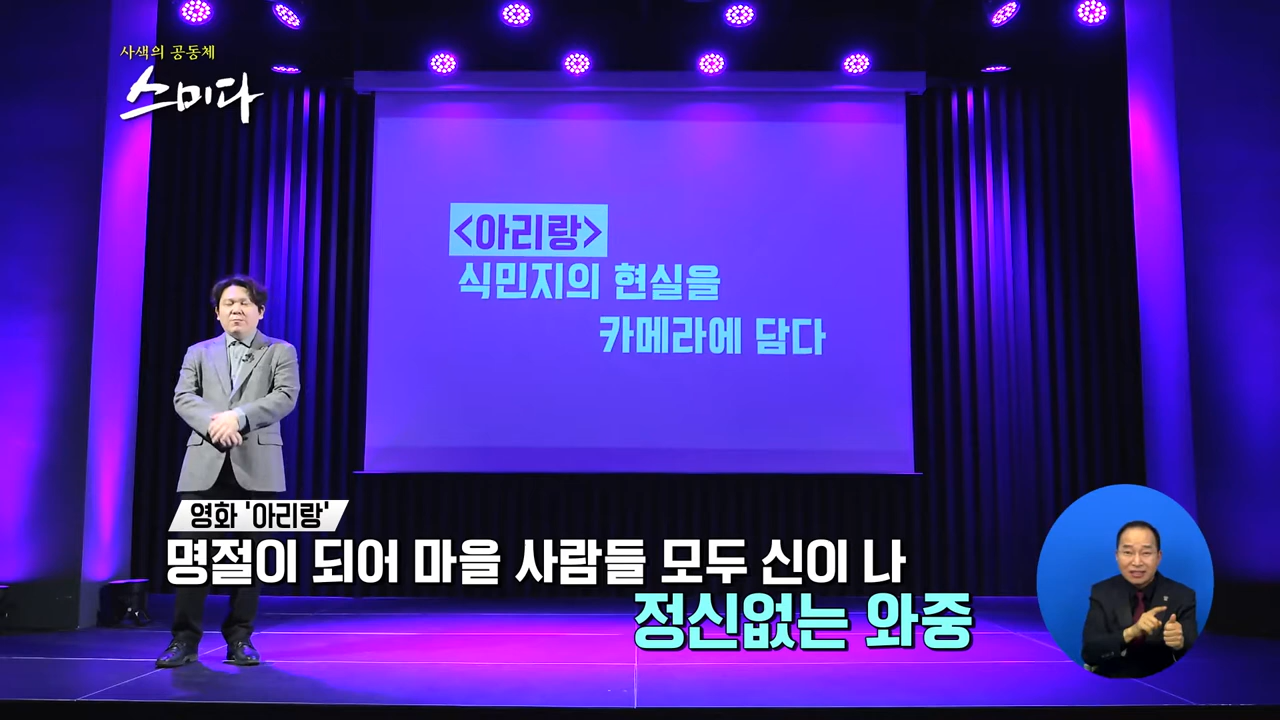 사색의 공동체
스미다
<아리랑>
식민지의 현실을
카메라에 담다
영화 '아리랑'
명절이 되어 마을 사람들 모두 신이 나
정신없는 와중